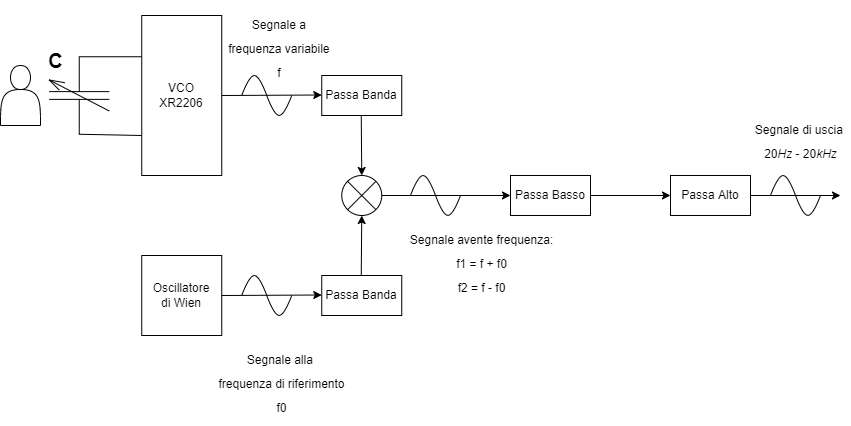 Segnale a
frequenza variabile
f
C
VCO
XR2206
Passa Banda
Segnale di uscia
20Hz - 20kHz
Passa Basso
Passa Alto
Segnale avente frequenza:
f1 = f + f0
f2 = f - f0
Oscillatore
di Wien
Passa Banda
Segnale alla
frequenza di riferimento
f0